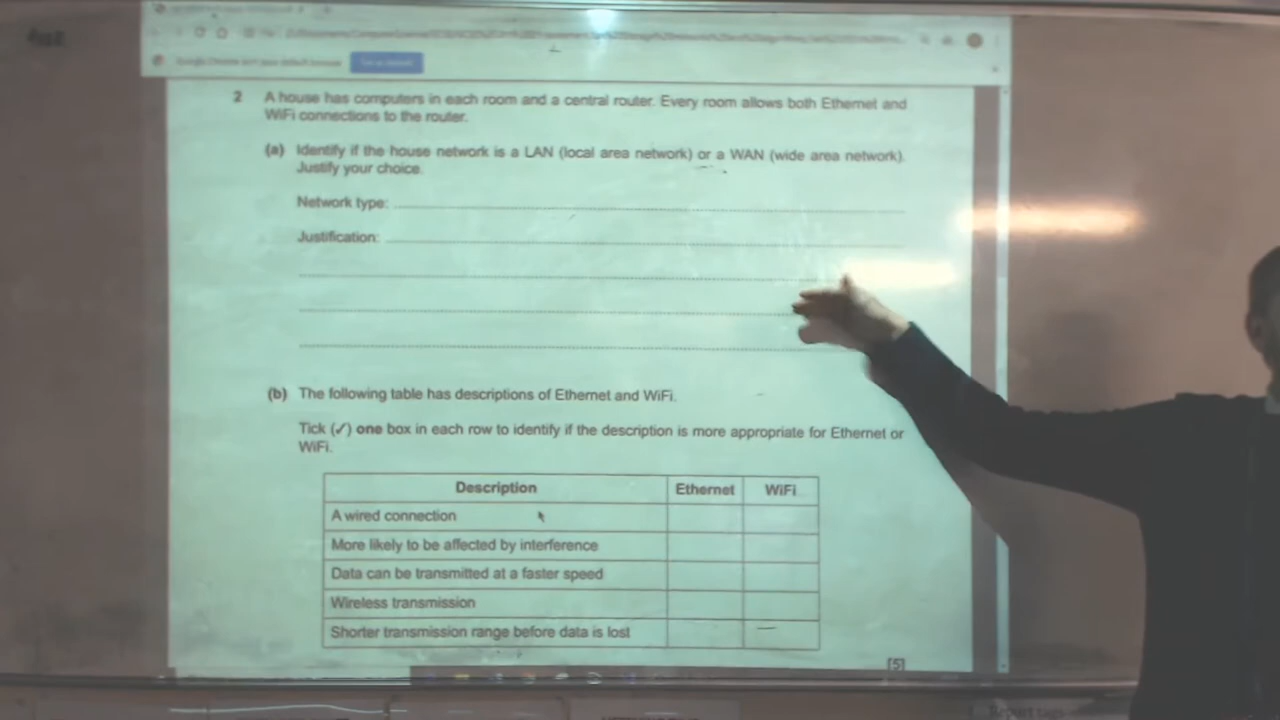 2 A house has computers in each room and a central router. Every room allows both Ethernet and
WiFi connections to the router.
(a) Identify if the house network is a LAN (local area network) or a WAN (wide area network).
Justify your choice.
Network type:
Justification:
(b) The following table has descriptions of Ethernet and WiFi.
Tick (✓) one box in each row to identify if the description is more appropriate for Ethernet or
WiFi.
Description Ethernet WiFi
A wired connection
More likely to be affected by interference
Data can be transmitted at a faster speed
Wireless transmission
Shorter transmission range before data is lost
[5]